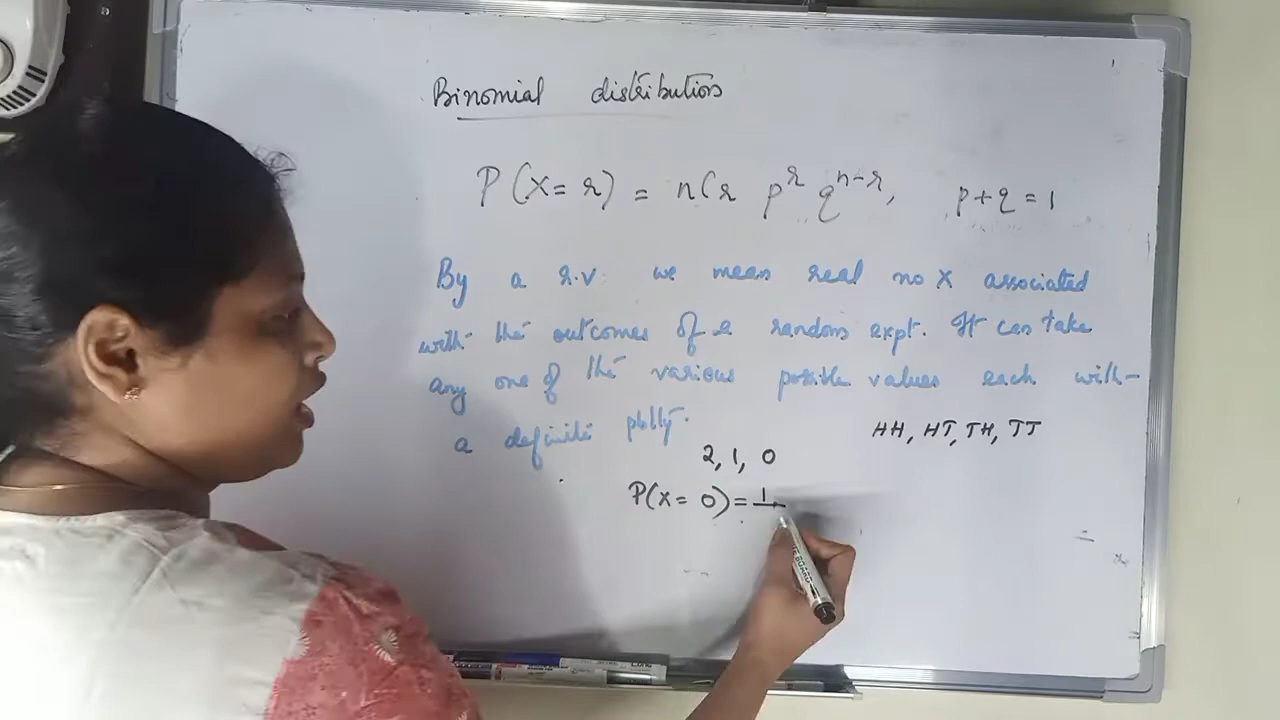 Binomial distribution
P(X = r) = nCr p^r q^{n-r}, p+q = 1
By a r.v. we mean real no X associated
with the outcomes of a random expt. It can take
any one of the various possible values each with
a definite pblty.
HH, HT, TH, TT
2, 1, 0
P(X = 0) = 1